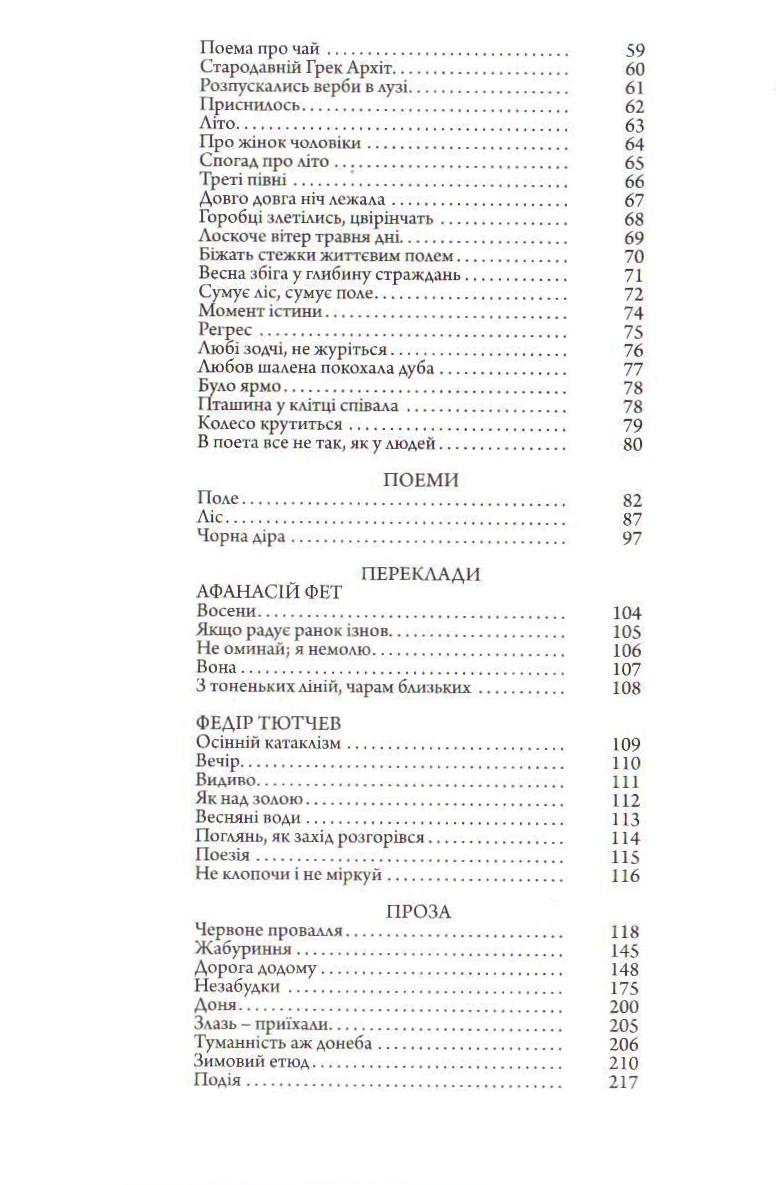 Поема про чай .............................. 59
Стародавній Грек Архіт...................... 60
Розпускались верби в лузі.................... 61
Приснилось................................. 62
Літо......................................... 63
Про жінок чоловіки ......................... 64
Спогад про літо ............................. 65
Треті півні .................................. 66
Довго довга ніч лежала ...................... 67
Горобці злетілись, цвірінчать ................ 68
Лоскоче вітер травня дні..................... 69
Біжать стежки життєвим полем.............. 70
Весна збіга у глибину страждань ............. 71
Сумує ліс, сумує поле........................ 72
Момент істини.............................. 74
Регрес ...................................... 75
Любі зодчі, не журіться...................... 76
Любов шалена покохала дуба ................ 77
Було ярмо................................... 78
Пташина у клітці співала .................... 78
Колесо крутиться ........................... 79
В поета все не так, як у людей................ 80
ПОЕМИ
Поле........................................ 82
Ліс.......................................... 87
Чорна діра .................................. 97
ПЕРЕКЛАДИ
АФАНАСІЙ ФЕТ
Восени...................................... 104
Якщо радує ранок ізнов...................... 105
Не оминай; я немолю........................ 106
Вона ........................................ 107
З тоненьких ліній, чарам близьких ........... 108
ФЕДІР ТЮТЧЕВ
Осінній катаклізм ........................... 109
Вечір........................................ 110
Видиво...................................... 111
Як над золою................................ 112
Весняні води ................................ 113
Поглянь, як захід розгорівся................. 114
Поезія ...................................... 115
Не клопочи і не міркуй ...................... 116
ПРОЗА
Червоне провалля........................... 118
Жабуриння ................................. 145
Дорога додому .............................. 148
Незабудки .................................. 175
Доня........................................ 200
Злазь – приїхали............................. 205
Туманність аж донеба ....................... 206
Зимовий етюд............................... 210
Подія ....................................... 217